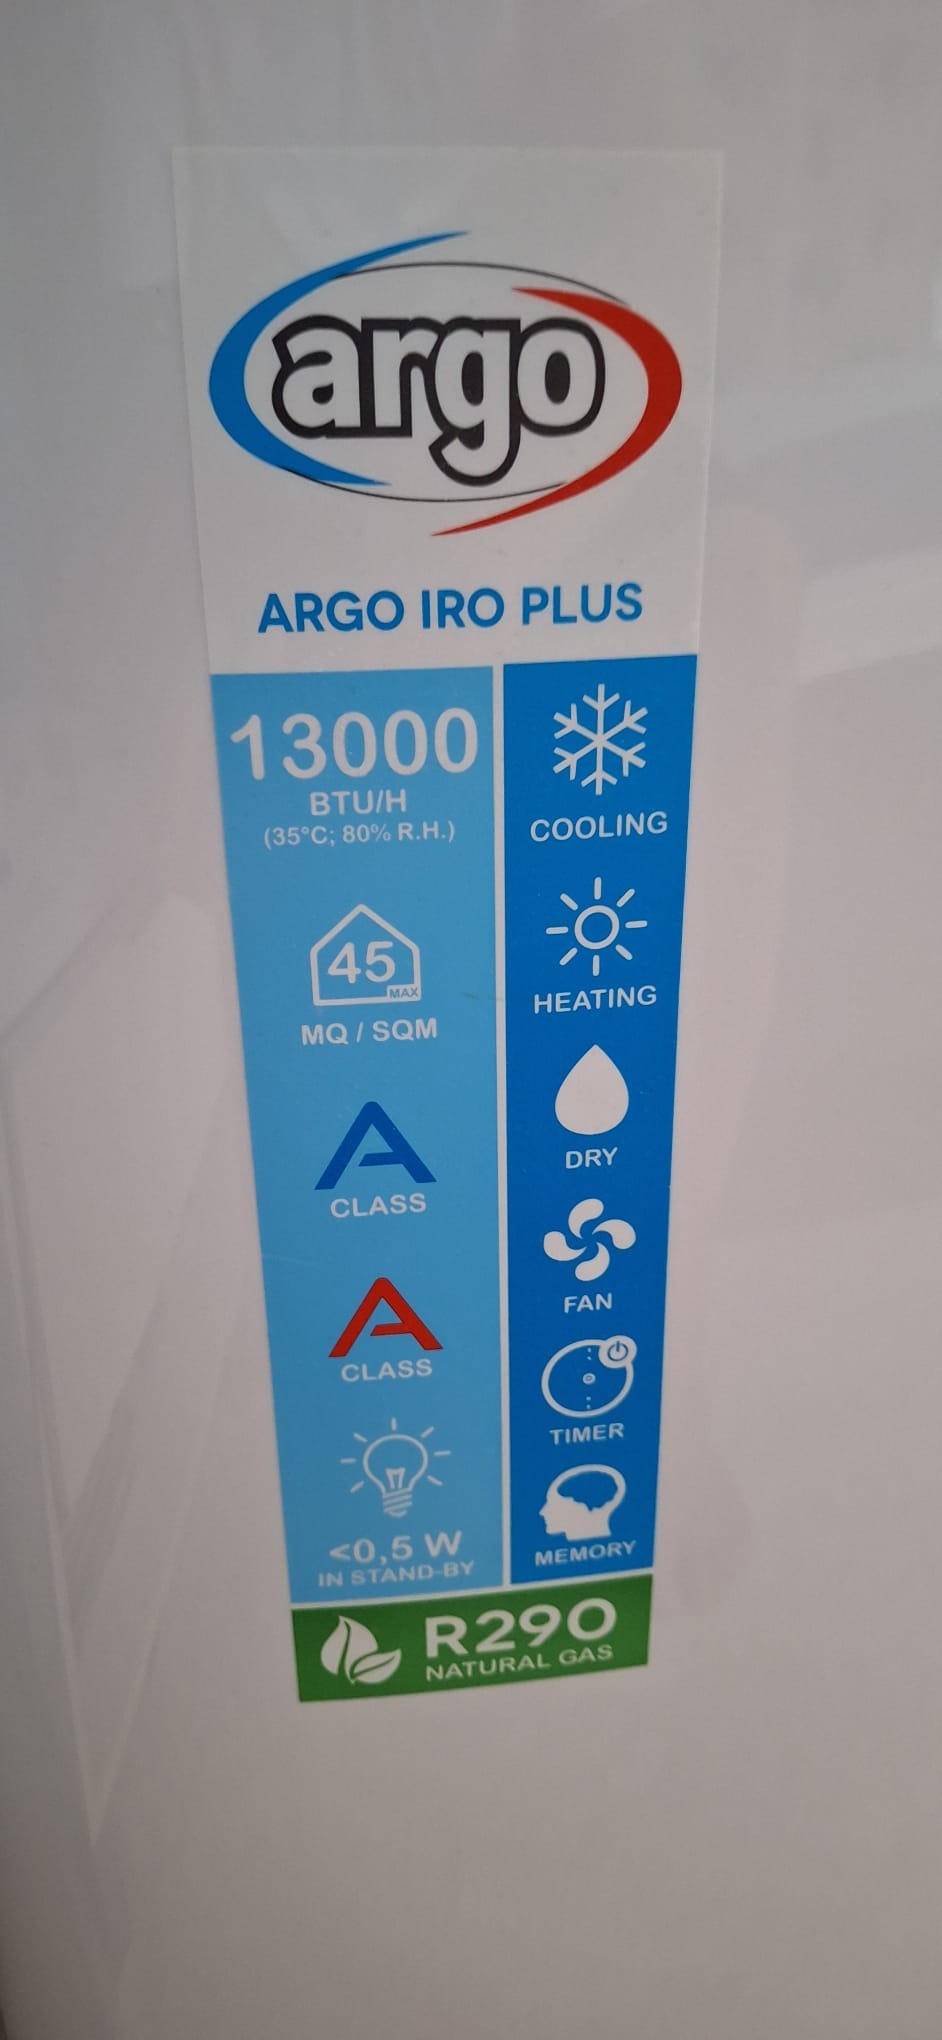 argo
ARGO IRO PLUS
13000
BTU/H
(35°C; 80% R.H.)
45
MAX
MQ / SQM
A
CLASS
A
CLASS
<0,5 W
IN STAND-BY
COOLING
HEATING
DRY
FAN
TIMER
MEMORY
R290
NATURAL GAS